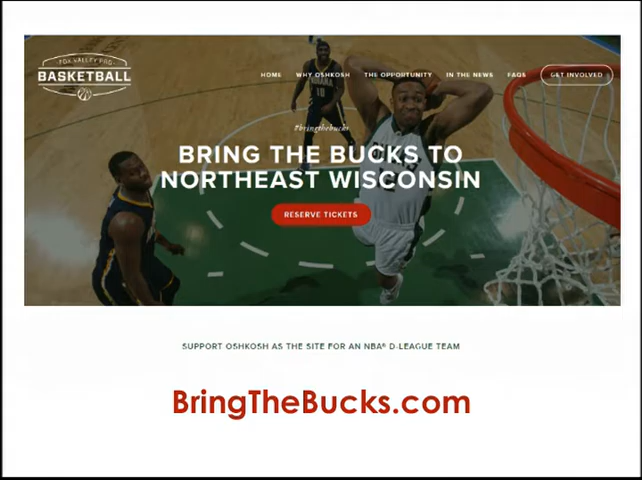 FOX VALLEY PRO
BASKETBALL
HOME WHY OSHKOSH THE OPPORTUNITY IN THE NEWS FAQS GET INVOLVED
#bringthebucks
BRING THE BUCKS TO
NORTHEAST WISCONSIN
RESERVE TICKETS
SUPPORT OSHKOSH AS THE SITE FOR AN NBA® D-LEAGUE TEAM
BringTheBucks.com